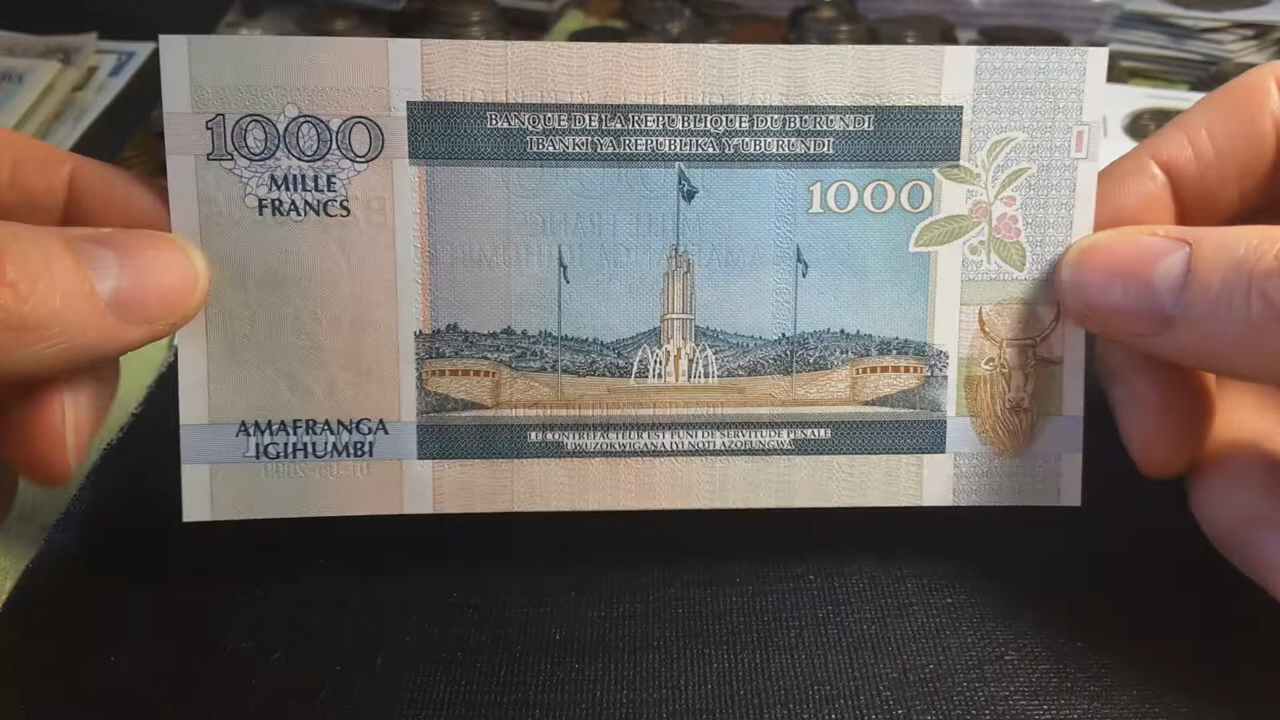 1000
MILLE
FRANCS
AMAFRANGA
IGIHUMBI
BANQUE DE LA REPUBLIQUE DU BURUNDI
IBANKI YA REPUBLIKA Y'UBURUNDI
1000
LE CONTREFACTEUR EST PUNI DE SERVITUDE PENALE
UWUZOKWIGANA IYI NOTI AZOFUNGWA